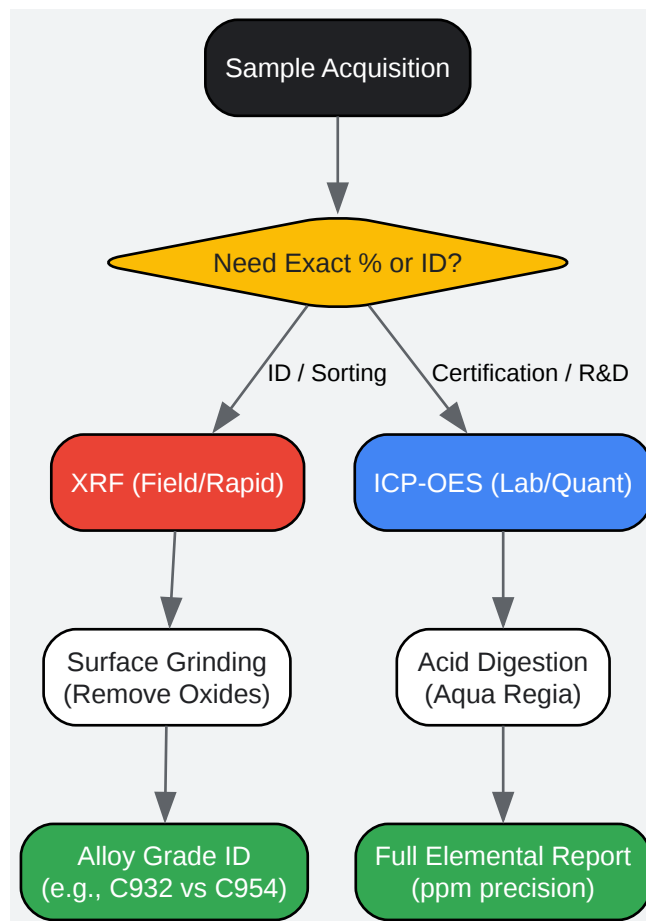 Sample Acquisition
Need Exact % or ID?
ID / Sorting
Certification / R&D
XRF (Field/Rapid)
ICP-OES (Lab/Quant)
Surface Grinding
(Remove Oxides)
Acid Digestion
(Aqua Regia)
Alloy Grade ID
(e.g., C932 vs C954)
Full Elemental Report
(ppm precision)